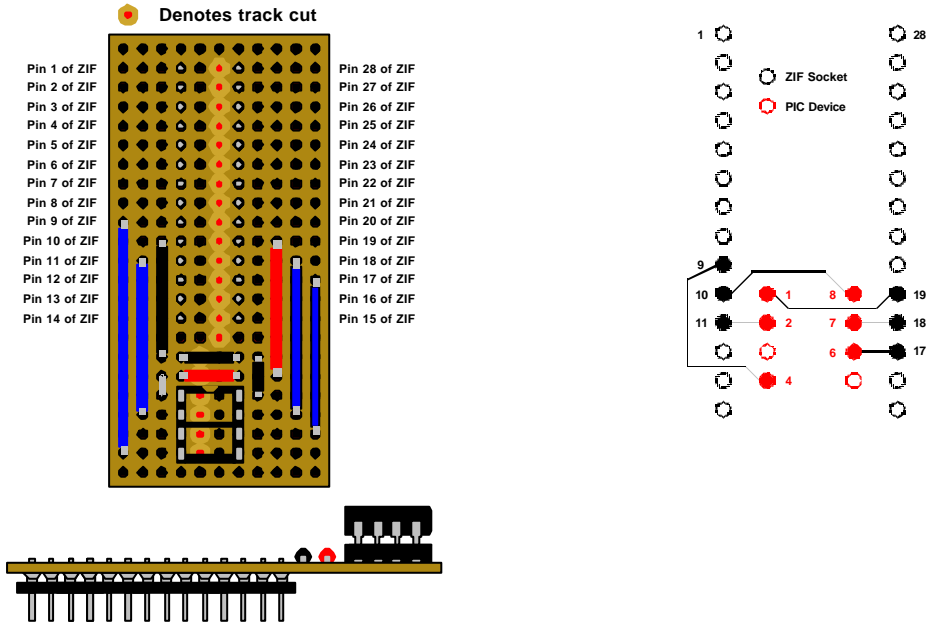 Denotes track cut
Pin 1 of ZIF
Pin 2 of ZIF
Pin 3 of ZIF
Pin 4 of ZIF
Pin 5 of ZIF
Pin 6 of ZIF
Pin 7 of ZIF
Pin 8 of ZIF
Pin 9 of ZIF
Pin 10 of ZIF
Pin 11 of ZIF
Pin 12 of ZIF
Pin 13 of ZIF
Pin 14 of ZIF
Pin 28 of ZIF
Pin 27 of ZIF
Pin 26 of ZIF
Pin 25 of ZIF
Pin 24 of ZIF
Pin 23 of ZIF
Pin 22 of ZIF
Pin 21 of ZIF
Pin 20 of ZIF
Pin 19 of ZIF
Pin 18 of ZIF
Pin 17 of ZIF
Pin 16 of ZIF
Pin 15 of ZIF
1 28
ZIF Socket
PIC Device
9
10 1 8 19
11 2 7 18
6 17
4